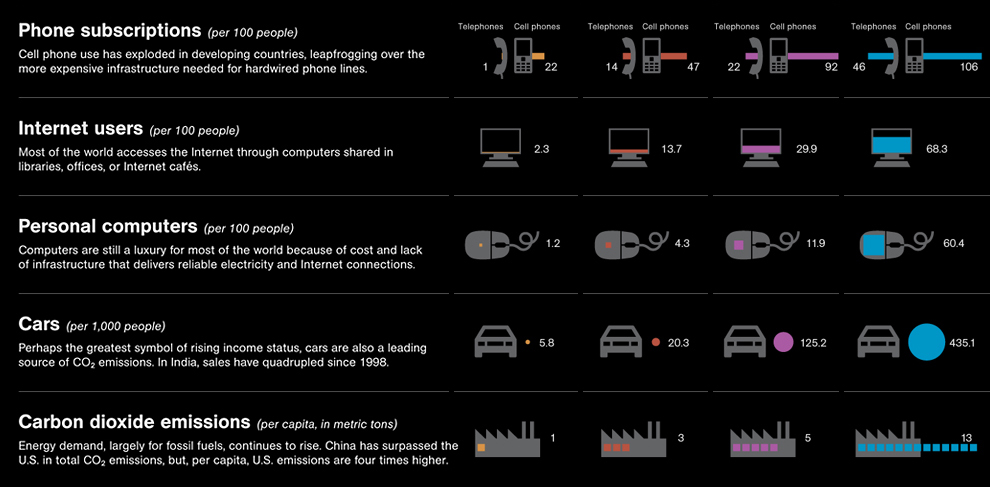 Phone subscriptions (per 100 people)
Telephones Cell phones Telephones Cell phones Telephones Cell phones Telephones Cell phones
Cell phone use has exploded in developing countries, leapfrogging over the
more expensive infrastructure needed for hardwired phone lines.
1 22 14 47 22 92 46 106
Internet users (per 100 people)
Most of the world accesses the Internet through computers shared in
libraries, offices, or Internet cafés.
2.3 13.7 29.9 68.3
Personal computers (per 100 people)
Computers are still a luxury for most of the world because of cost and lack
of infrastructure that delivers reliable electricity and Internet connections.
1.2 4.3 11.9 60.4
Cars (per 1,000 people)
Perhaps the greatest symbol of rising income status, cars are also a leading
source of CO₂ emissions. In India, sales have quadrupled since 1998.
5.8 20.3 125.2 435.1
Carbon dioxide emissions (per capita, in metric tons)
Energy demand, largely for fossil fuels, continues to rise. China has surpassed the
U.S. in total CO₂ emissions, but, per capita, U.S. emissions are four times higher.
1 3 5 13